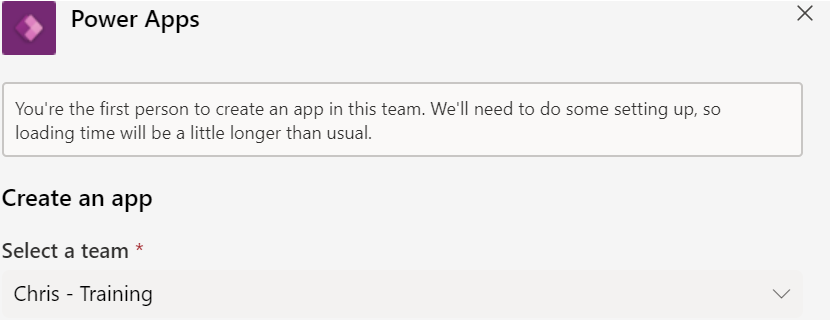 Power Apps
You're the first person to create an app in this team. We'll need to do some setting up, so
loading time will be a little longer than usual.
Create an app
Select a team *
Chris - Training